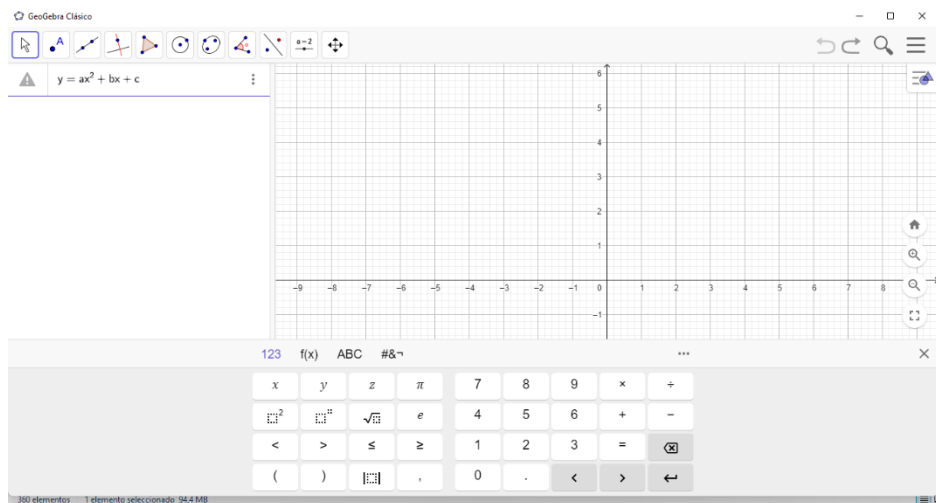 GeoGebra Clásico
A
a=2
y = ax² + bx + c
6
5
4
3
2
1
-9 -8 -7 -6 -5 -4 -3 -2 -1 0 1 2 3 4 5 6 7 8
-1
123 f(x) ABC #&¬
x y z π 7 8 9 × ÷
² √ e 4 5 6 + −
< > ≤ ≥ 1 2 3 =
( ) | | , 0 . < >
360 elementos 1 elemento seleccionado 94,4 MB